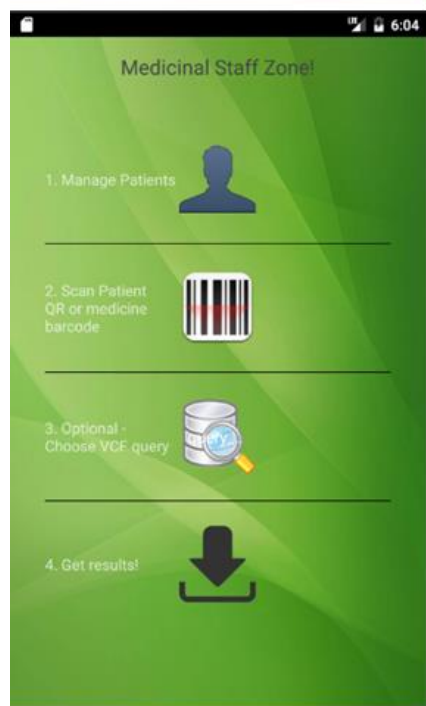 LTE 6:04
Medicinal Staff Zone!
1. Manage Patients
2. Scan Patient
QR or medicine
barcode
3. Optional -
Choose VCF query
4. Get results!